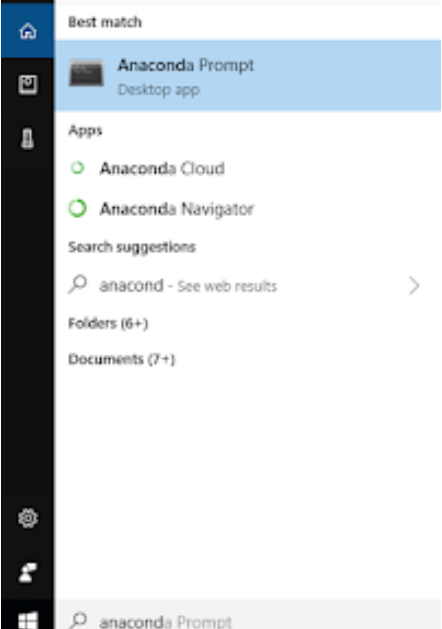 Best match
Anaconda Prompt
Desktop app
Apps
Anaconda Cloud
Anaconda Navigator
Search suggestions
anacond - See web results
Folders (6+)
Documents (7+)
anaconda Prompt